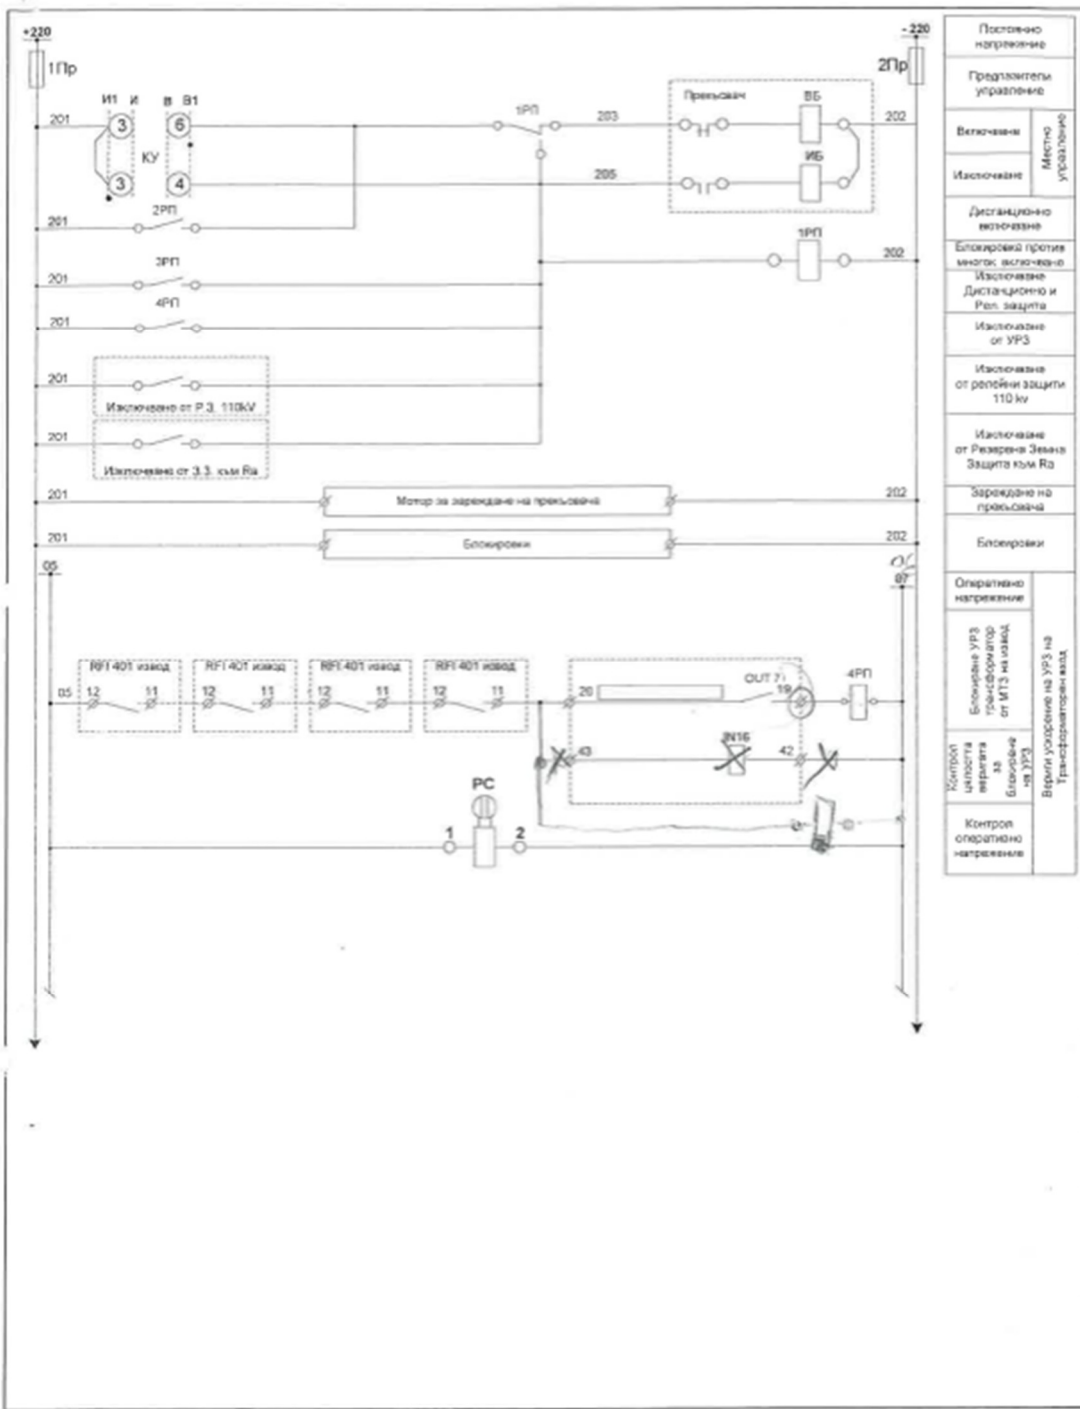 +220
- 220
1Пр
2Пр
И1 И В В1
201
3
6
КУ
3
4
1РП
203
Прекъсвач
ВБ
202
205
ИБ
2РП
201
1РП
202
3РП
201
4РП
201
201
Изключване от Р.З. 110kV
201
Изключване от З.З. към Ra
201
Мотор за зареждане на прекъсвача
202
201
Блокировки
202
05
07
RFI 401 извод
RFI 401 извод
RFI 401 извод
RFI 401 извод
05
12 11
12 11
12 11
12 11
20
OUT 7
19
4РП
43
IN16
42
РС
1
2
Постоянно
напрежение
Предпазители
управление
Включване
Изключване
Местно
управление
Дистанционно
включване
Блокировка против
многок. включване
Изключване
Дистанционно и
Рел. защита
Изключване
от УРЗ
Изключване
от релейни защити
110 kv
Изключване
от Резервна Земна
Защита към Ra
Зареждане на
прекъсвача
Блокировки
Оперативно
напрежение
Блокиране УРЗ
трансформатор
от МТЗ на извод
Контрол
цялостта
веригата
за
блокиране
на УРЗ
Контрол
оперативно
напрежение
Вериги ускорение на УРЗ на
Трансформаторен вход